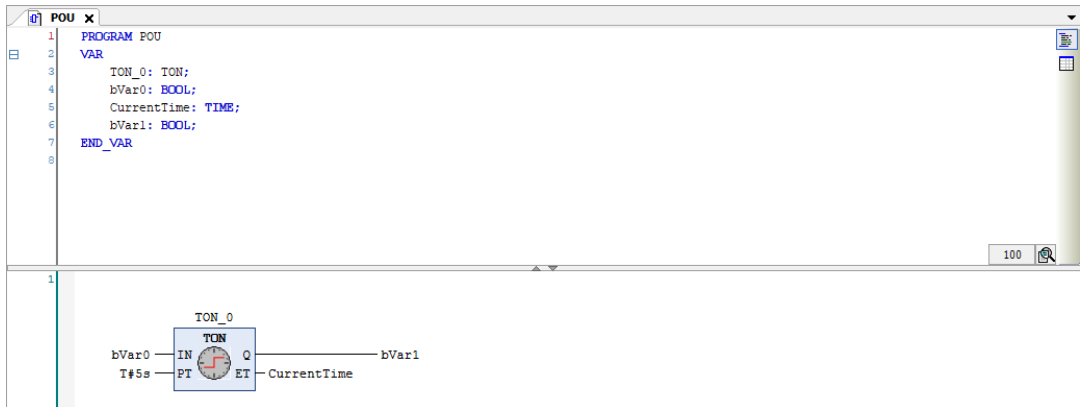 POU X
1 PROGRAM POU
2 VAR
3 TON_0: TON;
4 bVar0: BOOL;
5 CurrentTime: TIME;
6 bVar1: BOOL;
7 END_VAR
8
100
1
TON_0
TON
bVar0 IN Q bVar1
T#5s PT ET CurrentTime